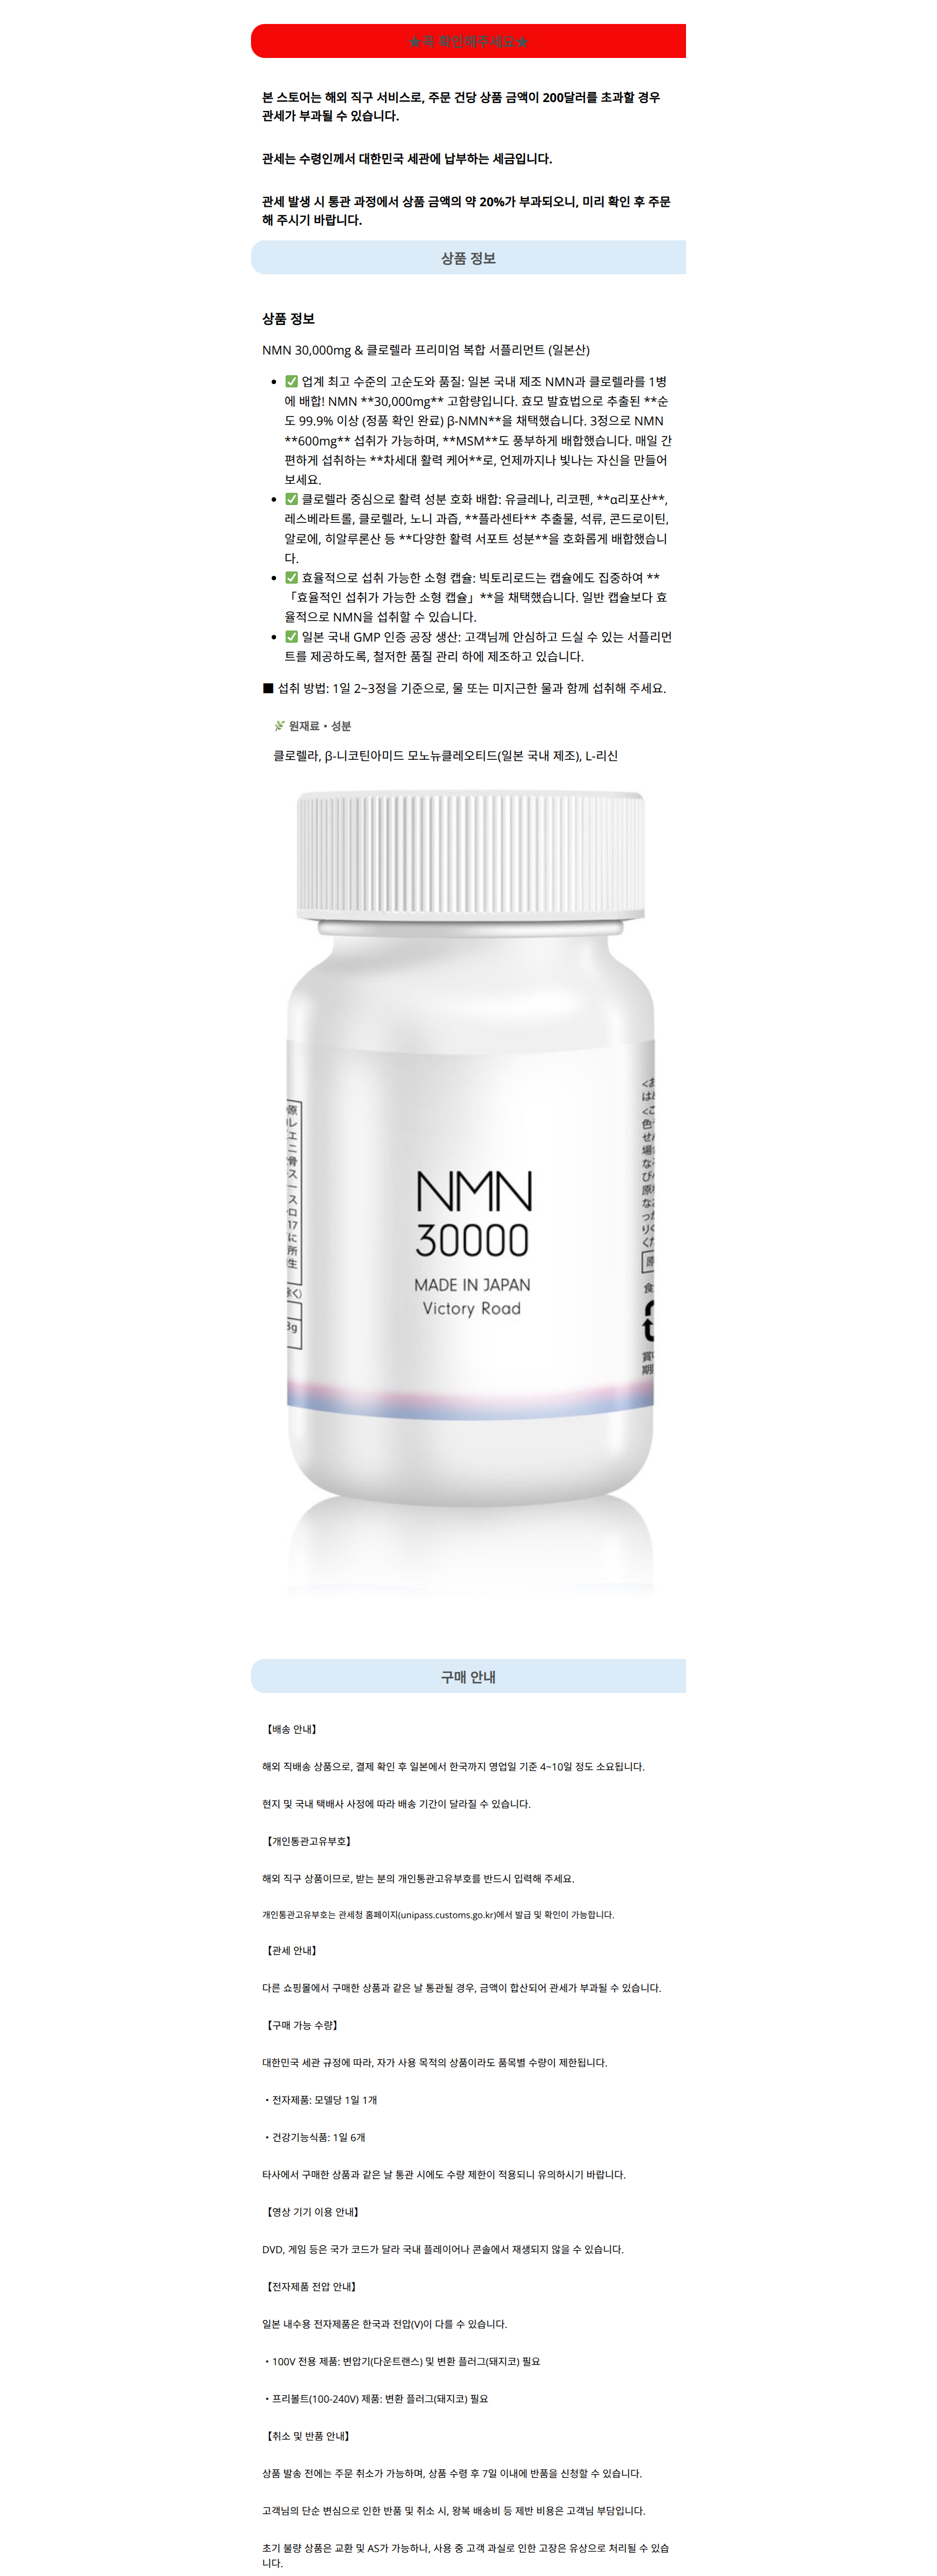 ★꼭 확인해주세요★
본 스토어는 해외 직구 서비스로, 주문 건당 상품 금액이 200달러를 초과할 경우
관세가 부과될 수 있습니다.
관세는 수령인께서 대한민국 세관에 납부하는 세금입니다.
관세 발생 시 통관 과정에서 상품 금액의 약 20%가 부과되오니, 미리 확인 후 주문
해 주시기 바랍니다.
상품 정보
상품 정보
NMN 30,000mg & 클로렐라 프리미엄 복합 서플리먼트 (일본산)
• ✅ 업계 최고 수준의 고순도와 품질: 일본 국내 제조 NMN과 클로렐라를 1병
에 배합! NMN **30,000mg** 고함량입니다. 효모 발효법으로 추출된 **순
도 99.9% 이상 (정품 확인 완료) β-NMN**을 채택했습니다. 3정으로 NMN
**600mg** 섭취가 가능하며, **MSM**도 풍부하게 배합했습니다. 매일 간
편하게 섭취하는 **차세대 활력 케어**로, 언제까지나 빛나는 자신을 만들어
보세요.
• ✅ 클로렐라 중심으로 활력 성분 호화 배합: 유글레나, 리코펜, **α리포산**,
레스베라트롤, 클로렐라, 노니 과즙, **플라센타** 추출물, 석류, 콘드로이틴,
알로에, 히알루론산 등 **다양한 활력 서포트 성분**을 호화롭게 배합했습니
다.
• ✅ 효율적으로 섭취 가능한 소형 캡슐: 빅토리로드는 캡슐에도 집중하여 **
「효율적인 섭취가 가능한 소형 캡슐」**을 채택했습니다. 일반 캡슐보다 효
율적으로 NMN을 섭취할 수 있습니다.
• ✅ 일본 국내 GMP 인증 공장 생산: 고객님께 안심하고 드실 수 있는 서플리먼
트를 제공하도록, 철저한 품질 관리 하에 제조하고 있습니다.
■ 섭취 방법: 1일 2~3정을 기준으로, 물 또는 미지근한 물과 함께 섭취해 주세요.
🌿 원재료・성분
클로렐라, β-니코틴아미드 모노뉴클레오티드(일본 국내 제조), L-리신
NMN
30000
MADE IN JAPAN
Victory Road
구매 안내
【배송 안내】
해외 직배송 상품으로, 결제 확인 후 일본에서 한국까지 영업일 기준 4~10일 정도 소요됩니다.
현지 및 국내 택배사 사정에 따라 배송 기간이 달라질 수 있습니다.
【개인통관고유부호】
해외 직구 상품이므로, 받는 분의 개인통관고유부호를 반드시 입력해 주세요.
개인통관고유부호는 관세청 홈페이지(unipass.customs.go.kr)에서 발급 및 확인이 가능합니다.
【관세 안내】
다른 쇼핑몰에서 구매한 상품과 같은 날 통관될 경우, 금액이 합산되어 관세가 부과될 수 있습니다.
【구매 가능 수량】
대한민국 세관 규정에 따라, 자가 사용 목적의 상품이라도 품목별 수량이 제한됩니다.
・전자제품: 모델당 1일 1개
・건강기능식품: 1일 6개
타사에서 구매한 상품과 같은 날 통관 시에도 수량 제한이 적용되니 유의하시기 바랍니다.
【영상 기기 이용 안내】
DVD, 게임 등은 국가 코드가 달라 국내 플레이어나 콘솔에서 재생되지 않을 수 있습니다.
【전자제품 전압 안내】
일본 내수용 전자제품은 한국과 전압(V)이 다를 수 있습니다.
・100V 전용 제품: 변압기(다운트랜스) 및 변환 플러그(돼지코) 필요
・프리볼트(100-240V) 제품: 변환 플러그(돼지코) 필요
【취소 및 반품 안내】
상품 발송 전에는 주문 취소가 가능하며, 상품 수령 후 7일 이내에 반품을 신청할 수 있습니다.
고객님의 단순 변심으로 인한 반품 및 취소 시, 왕복 배송비 등 제반 비용은 고객님 부담입니다.
초기 불량 상품은 교환 및 AS가 가능하나, 사용 중 고객 과실로 인한 고장은 유상으로 처리될 수 있습
니다.